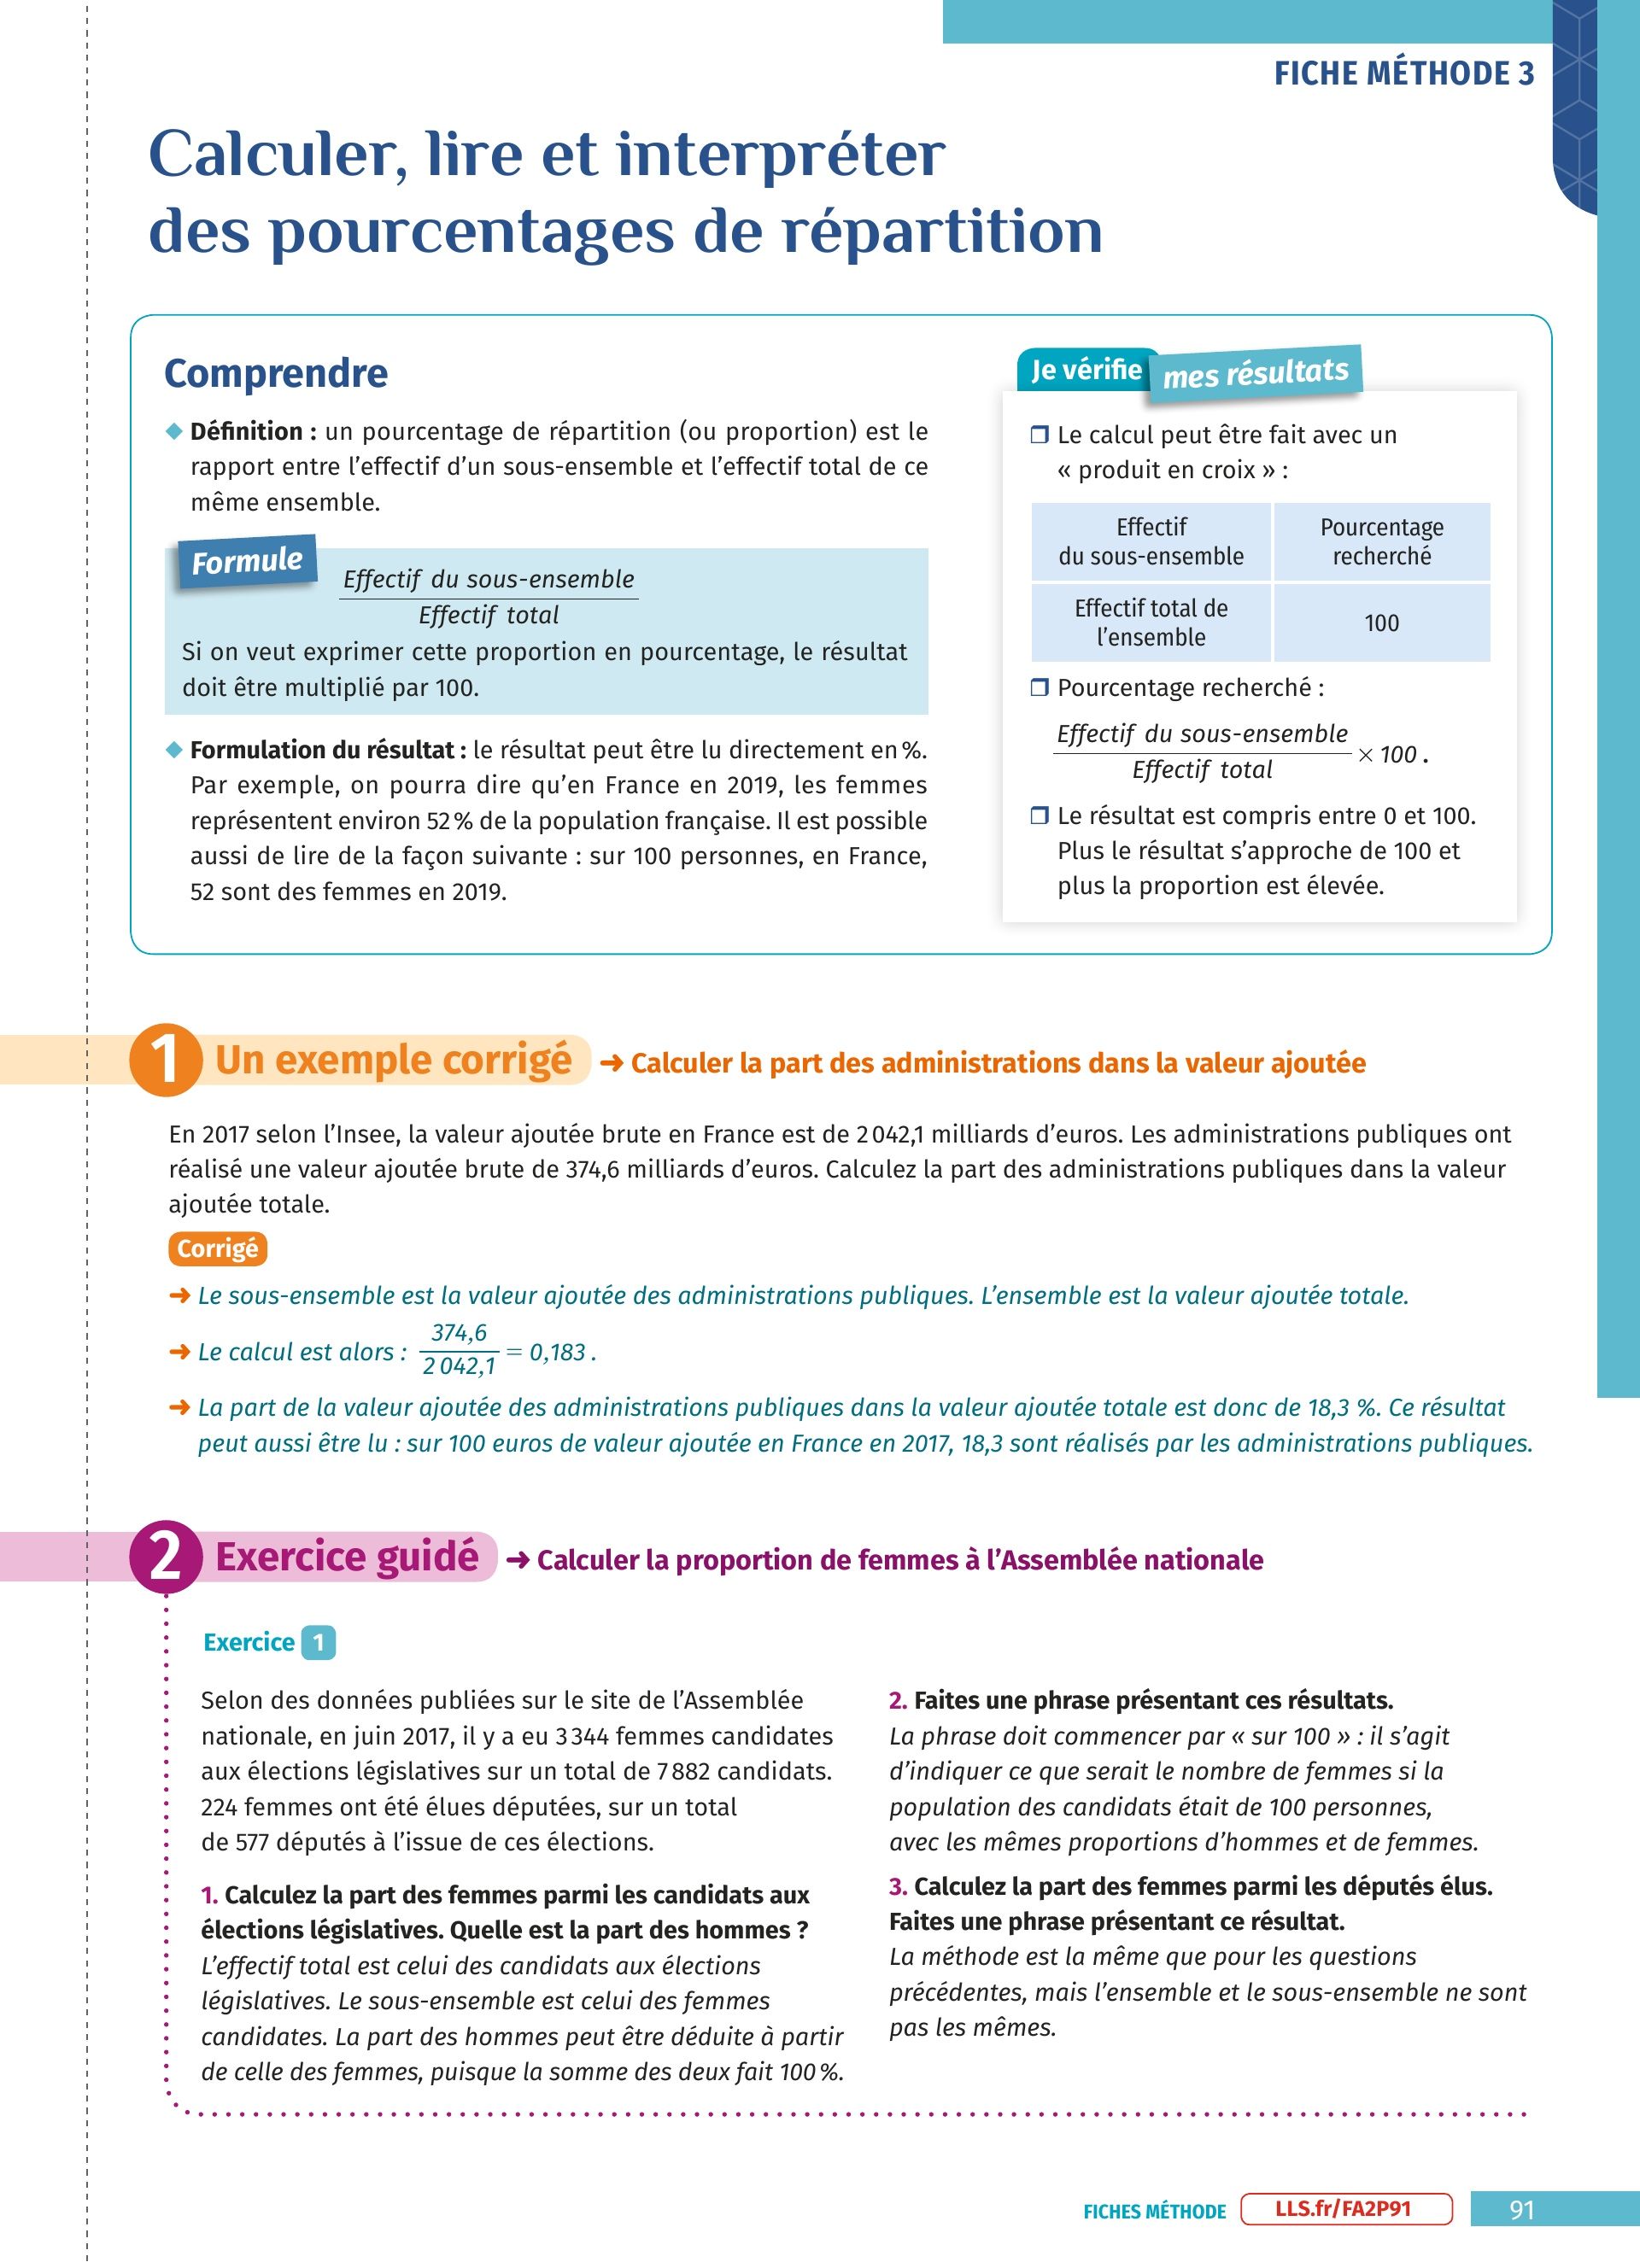 FICHE MÉTHODE 3
Calculer, lire et interpréter
des pourcentages de répartition
Comprendre
◆ Définition : un pourcentage de répartition (ou proportion) est le
rapport entre l’effectif d’un sous-ensemble et l’effectif total de ce
même ensemble.
Formule
Effectif du sous-ensemble
Effectif total
Si on veut exprimer cette proportion en pourcentage, le résultat
doit être multiplié par 100.
◆ Formulation du résultat : le résultat peut être lu directement en %.
Par exemple, on pourra dire qu’en France en 2019, les femmes
représentent environ 52 % de la population française. Il est possible
aussi de lire de la façon suivante : sur 100 personnes, en France,
52 sont des femmes en 2019.
Je vérifie mes résultats
❒ Le calcul peut être fait avec un
« produit en croix » :
Effectif
du sous-ensemble
Pourcentage
recherché
Effectif total de
l’ensemble
100
❒ Pourcentage recherché :
Effectif du sous-ensemble
Effectif total
× 100 .
❒ Le résultat est compris entre 0 et 100.
Plus le résultat s’approche de 100 et
plus la proportion est élevée.
1 Un exemple corrigé ➜ Calculer la part des administrations dans la valeur ajoutée
En 2017 selon l’Insee, la valeur ajoutée brute en France est de 2 042,1 milliards d’euros. Les administrations publiques ont
réalisé une valeur ajoutée brute de 374,6 milliards d’euros. Calculez la part des administrations publiques dans la valeur
ajoutée totale.
Corrigé
➜ Le sous-ensemble est la valeur ajoutée des administrations publiques. L’ensemble est la valeur ajoutée totale.
➜ Le calcul est alors : 374,6 / 2 042,1 = 0,183 .
➜ La part de la valeur ajoutée des administrations publiques dans la valeur ajoutée totale est donc de 18,3 %. Ce résultat
peut aussi être lu : sur 100 euros de valeur ajoutée en France en 2017, 18,3 sont réalisés par les administrations publiques.
2 Exercice guidé ➜ Calculer la proportion de femmes à l’Assemblée nationale
Exercice 1
Selon des données publiées sur le site de l’Assemblée
nationale, en juin 2017, il y a eu 3 344 femmes candidates
aux élections législatives sur un total de 7 882 candidats.
224 femmes ont été élues députées, sur un total
de 577 députés à l’issue de ces élections.
1. Calculez la part des femmes parmi les candidats aux
élections législatives. Quelle est la part des hommes ?
L’effectif total est celui des candidats aux élections
législatives. Le sous-ensemble est celui des femmes
candidates. La part des hommes peut être déduite à partir
de celle des femmes, puisque la somme des deux fait 100 %.
2. Faites une phrase présentant ces résultats.
La phrase doit commencer par « sur 100 » : il s’agit
d’indiquer ce que serait le nombre de femmes si la
population des candidats était de 100 personnes,
avec les mêmes proportions d’hommes et de femmes.
3. Calculez la part des femmes parmi les députés élus.
Faites une phrase présentant ce résultat.
La méthode est la même que pour les questions
précédentes, mais l’ensemble et le sous-ensemble ne sont
pas les mêmes.
FICHES MÉTHODE LLS.fr/FA2P91 91